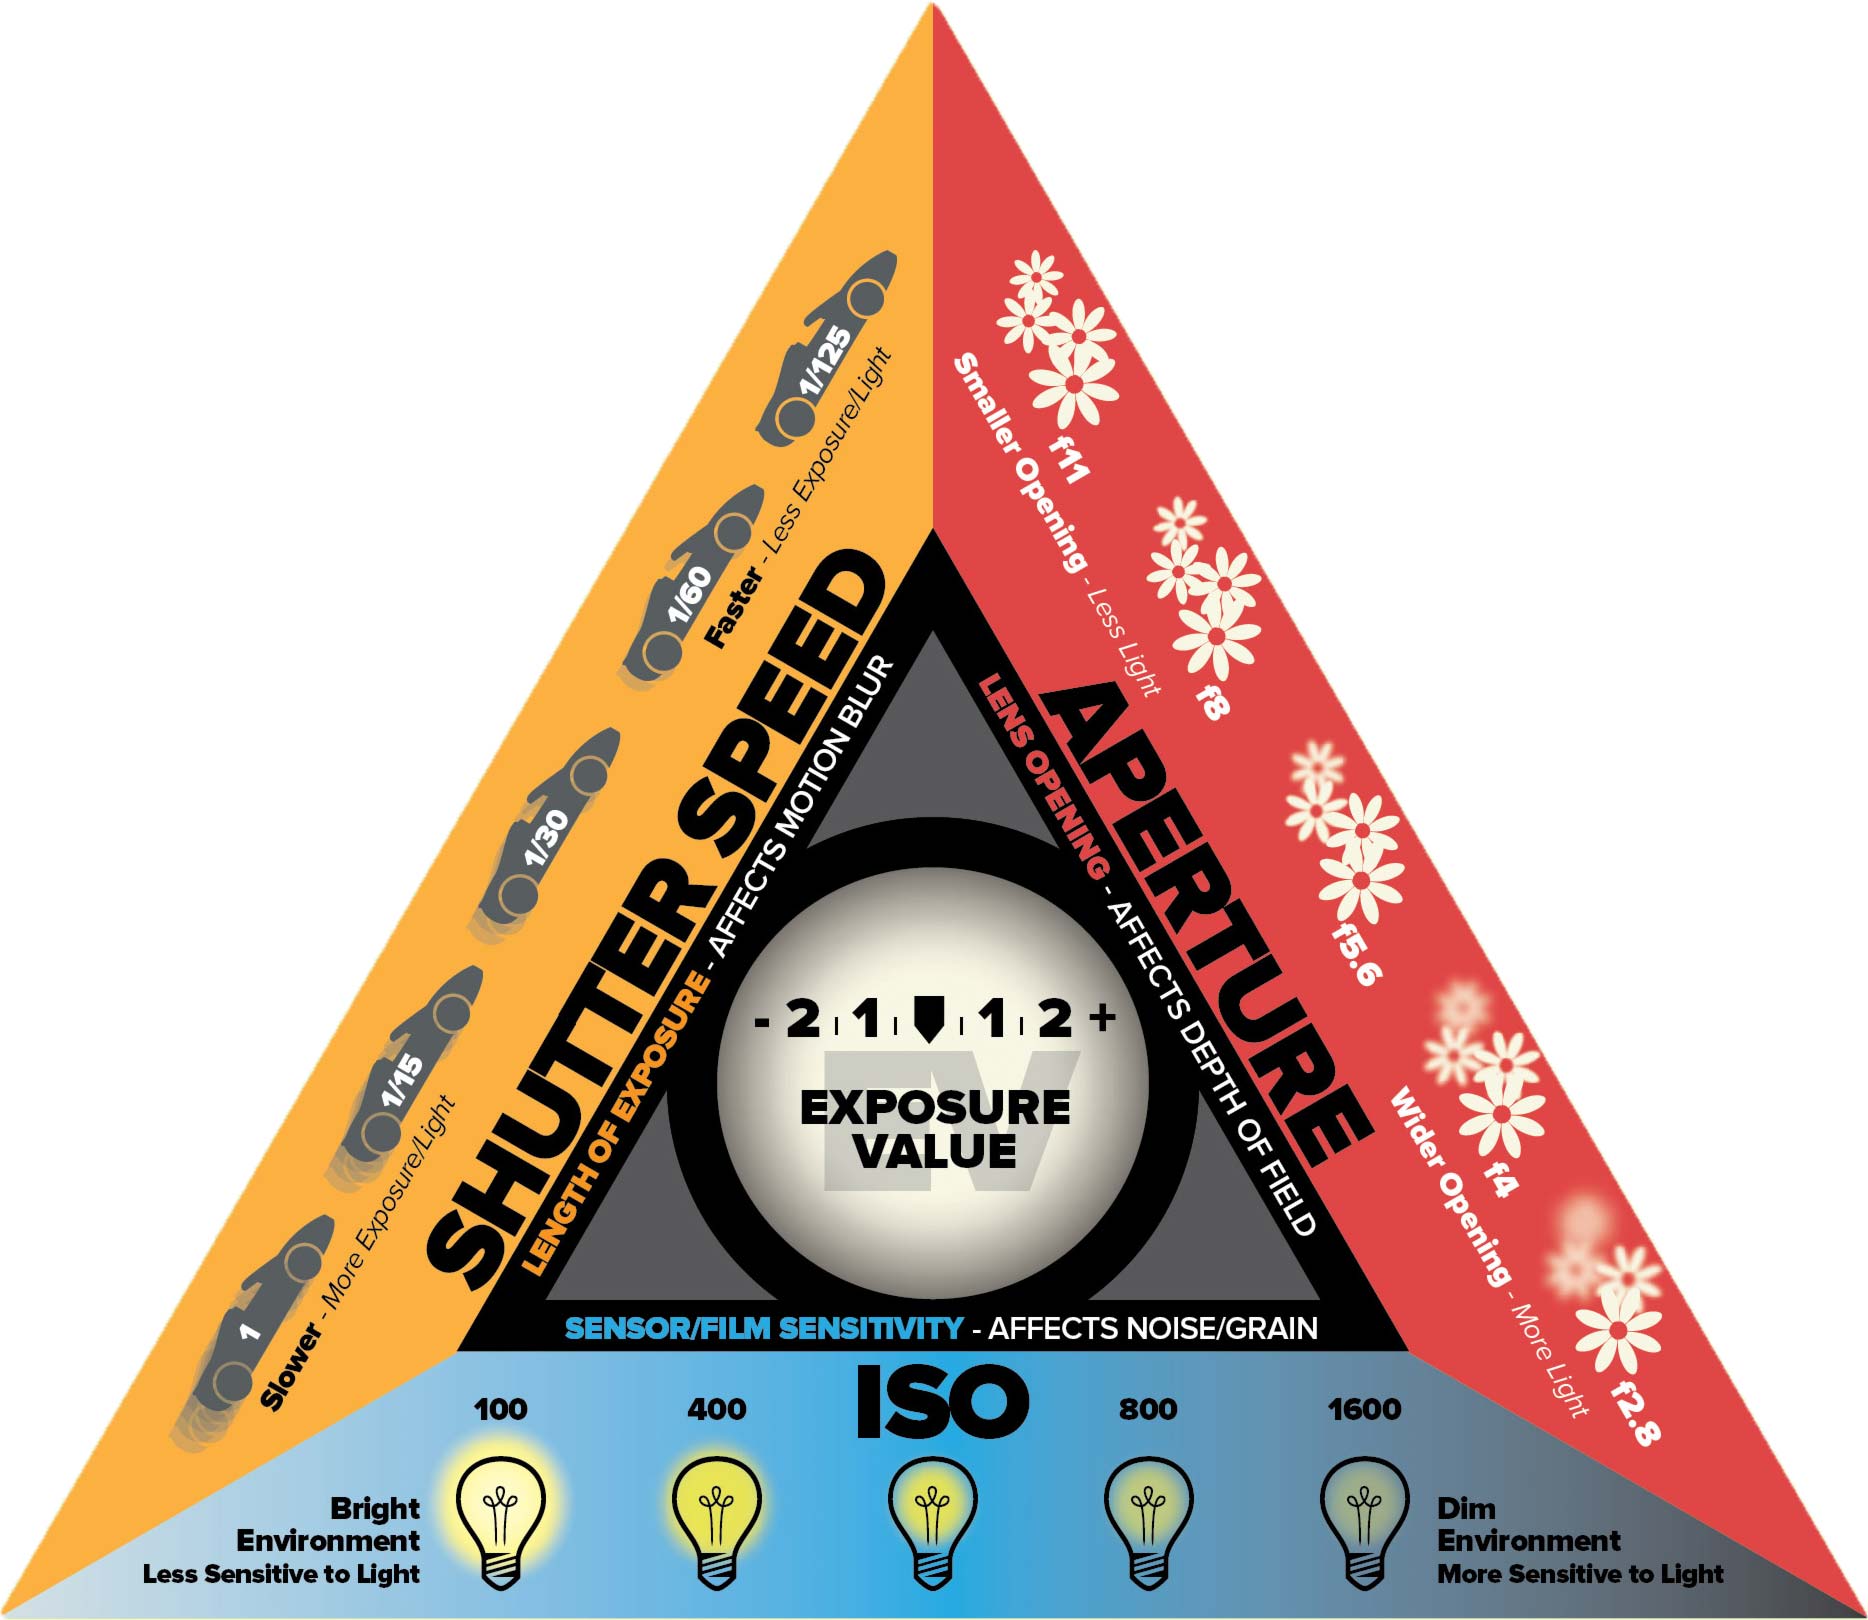 1/125
1/60
1/30
1/15
1
Faster - Less Exposure/Light
Slower - More Exposure/Light
SHUTTER SPEED
LENGTH OF EXPOSURE - AFFECTS MOTION BLUR
f11
f8
f5.6
f4
f2.8
Smaller Opening - Less Light
Wider Opening - More Light
APERTURE
LENS OPENING - AFFECTS DEPTH OF FIELD
- 2 1 1 2 +
EV
EXPOSURE
VALUE
SENSOR/FILM SENSITIVITY - AFFECTS NOISE/GRAIN
ISO
100 400 800 1600
Bright
Environment
Less Sensitive to Light
Dim
Environment
More Sensitive to Light